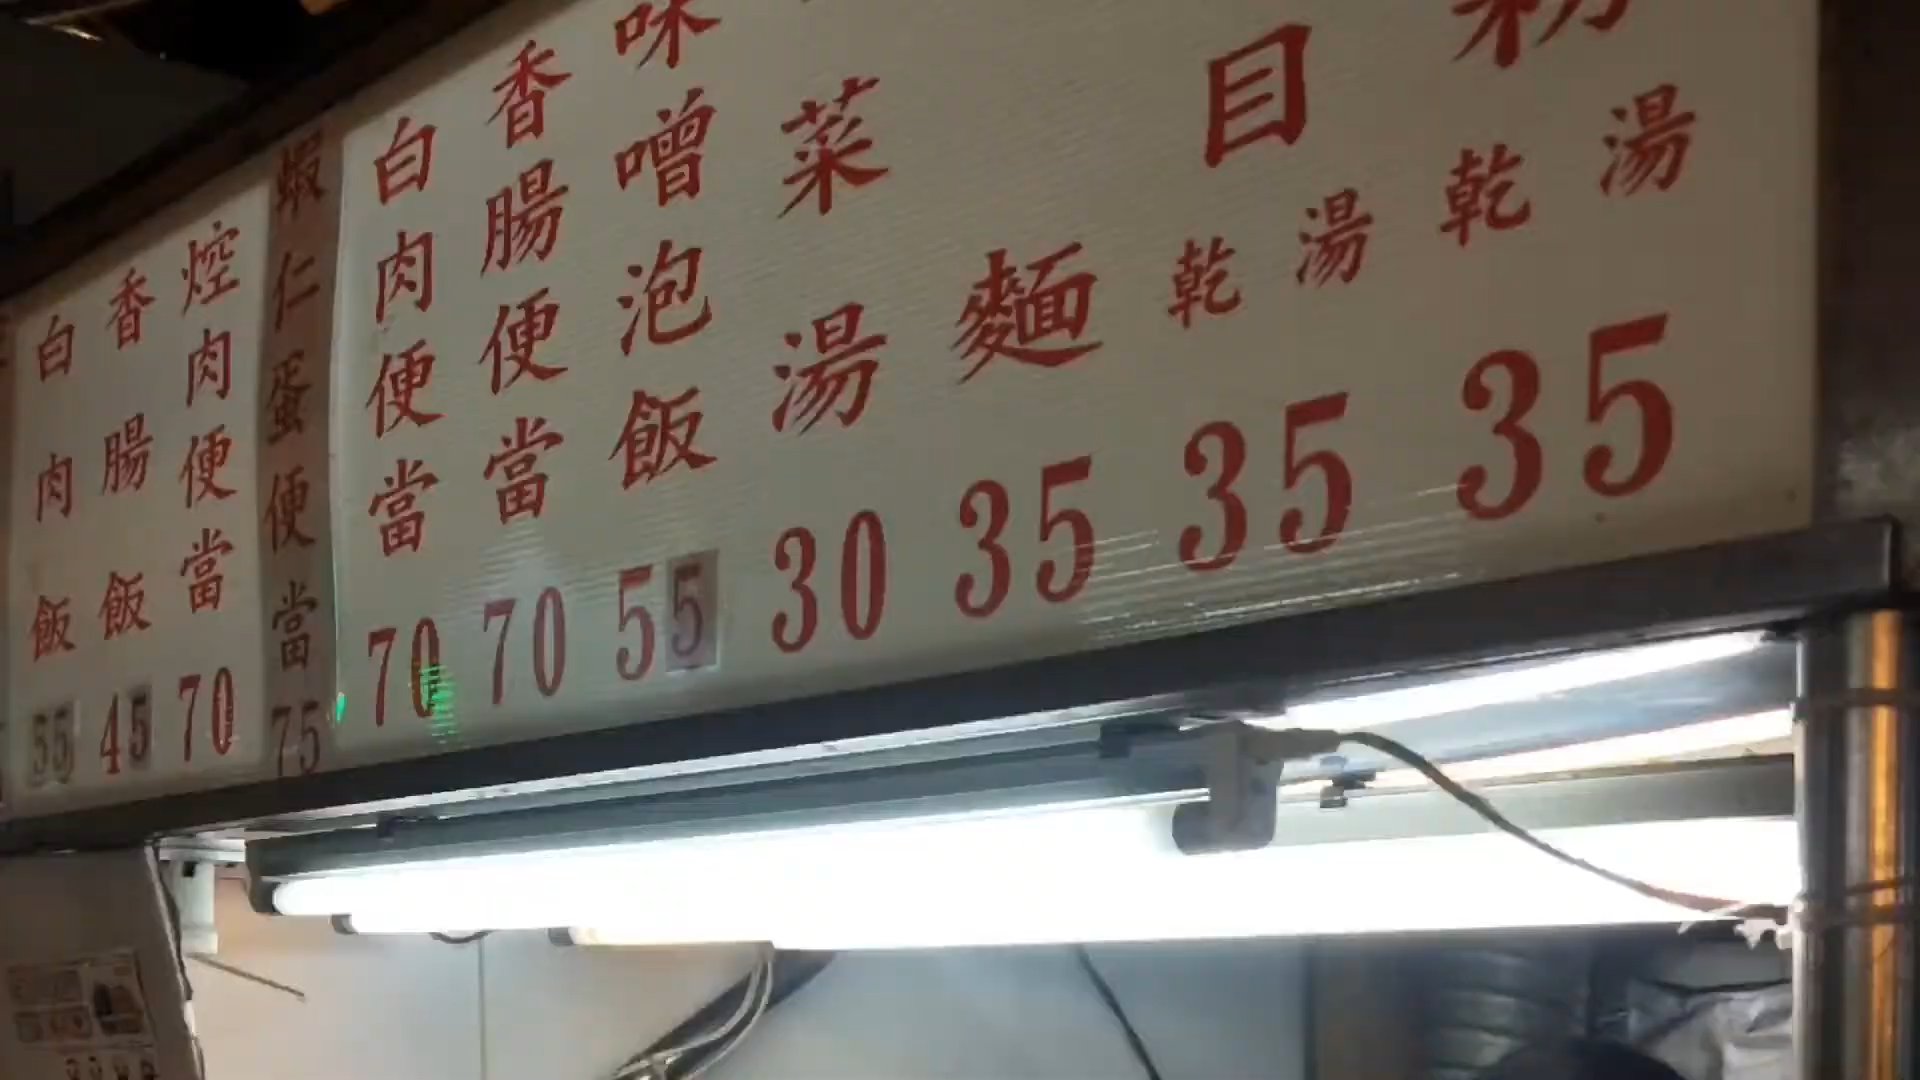 白肉飯 55
香腸飯 45
焢肉便當 70
蝦仁蛋便當 75
白肉便當 70
香腸便當 70
味噌泡飯 55
菜湯 30
麵 35
目 乾 湯 35
粉 乾 湯 35